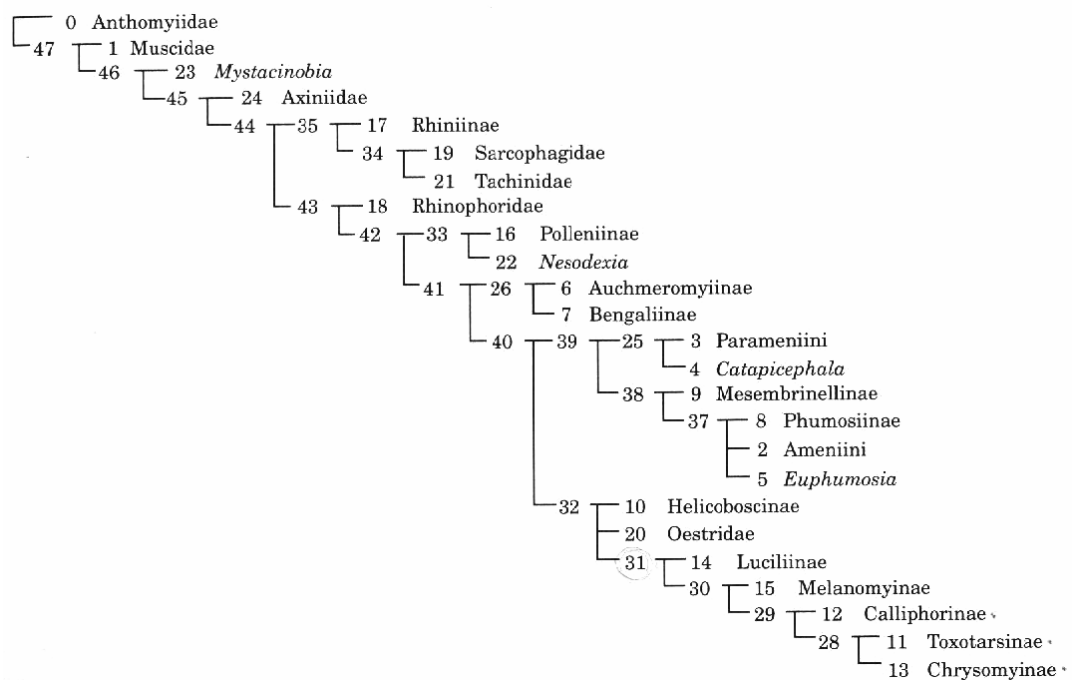 0 Anthomyiidae
47 1 Muscidae
46 23 Mystacinobia
45 24 Axiniidae
44 35 17 Rhiniinae
34 19 Sarcophagidae
21 Tachinidae
43 18 Rhinophoridae
42 33 16 Polleniinae
22 Nesodexia
41 26 6 Auchmeromyiinae
7 Bengaliinae
40 39 25 3 Parameniini
4 Catapicephala
38 9 Mesembrinellinae
37 8 Phumosiinae
2 Ameniini
5 Euphumosia
32 10 Helicoboscinae
20 Oestridae
31 14 Luciliinae
30 15 Melanomyinae
29 12 Calliphorinae
28 11 Toxotarsinae
13 Chrysomyinae